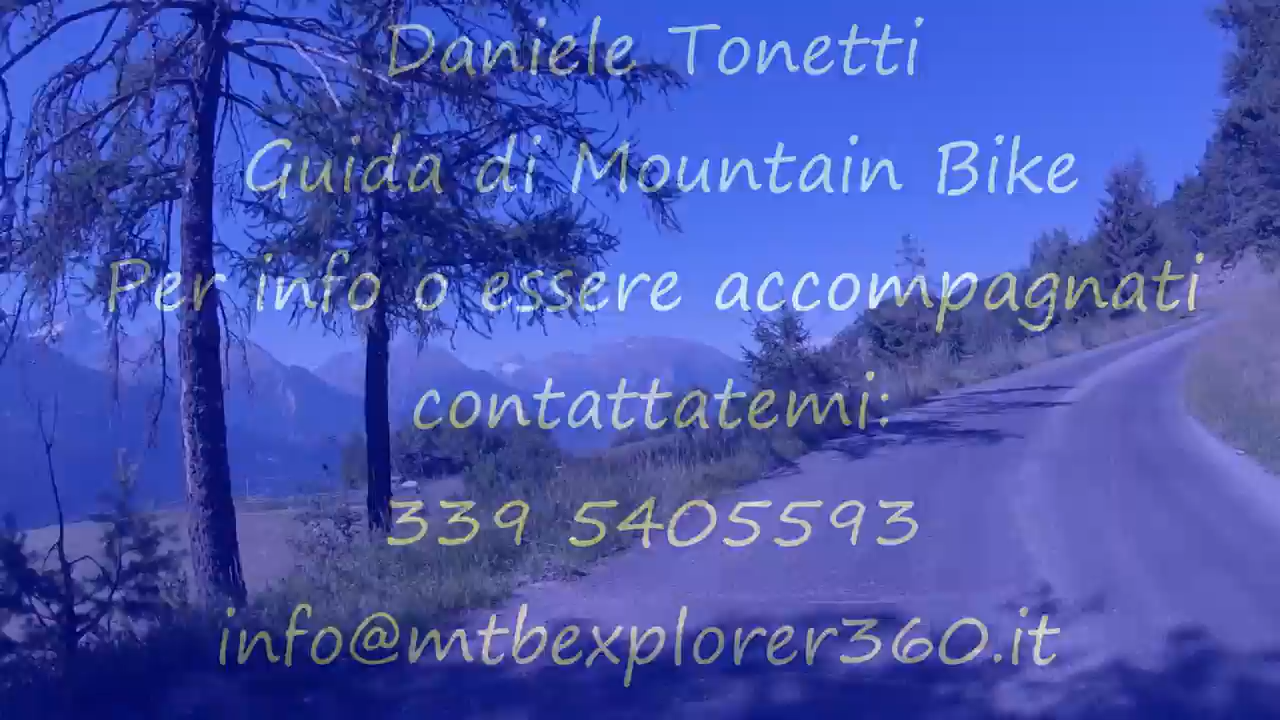 Daniele Tonetti
Guida di Mountain Bike
Per info o essere accompagnati
contattatemi:
339 5405593
info@mtbexplorer360.it